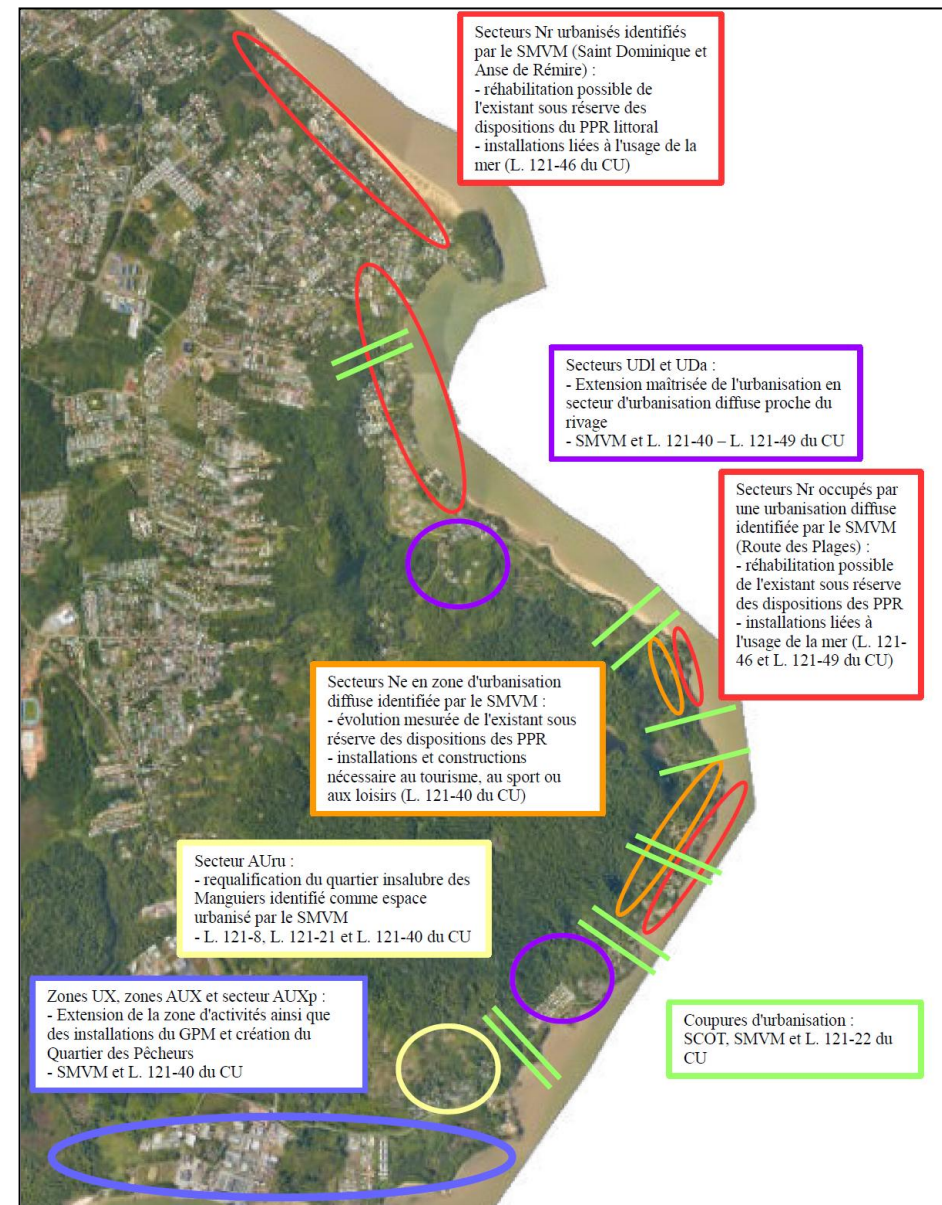 Secteurs Nr urbanisés identifiés
par le SMVM (Saint Dominique et
Anse de Rémire) :
- réhabilitation possible de
l'existant sous réserve des
dispositions du PPR littoral
- installations liées à l'usage de la
mer (L. 121-46 du CU)
Secteurs UDl et UDa :
- Extension maîtrisée de l'urbanisation en
secteur d'urbanisation diffuse proche du
rivage
- SMVM et L. 121-40 – L. 121-49 du CU
Secteurs Nr occupés par
une urbanisation diffuse
identifiée par le SMVM
(Route des Plages) :
- réhabilitation possible
de l'existant sous réserve
des dispositions des PPR
- installations liées à
l'usage de la mer (L. 121-
46 et L. 121-49 du CU)
Secteurs Ne en zone d'urbanisation
diffuse identifiée par le SMVM :
- évolution mesurée de l'existant sous
réserve des dispositions des PPR
- installations et constructions
nécessaire au tourisme, au sport ou
aux loisirs (L. 121-40 du CU)
Secteur AUru :
- requalification du quartier insalubre des
Manguiers identifié comme espace
urbanisé par le SMVM
- L. 121-8, L. 121-21 et L. 121-40 du CU
Zones UX, zones AUX et secteur AUXp :
- Extension de la zone d'activités ainsi que
des installations du GPM et création du
Quartier des Pêcheurs
- SMVM et L. 121-40 du CU
Coupures d'urbanisation :
SCOT, SMVM et L. 121-22 du
CU